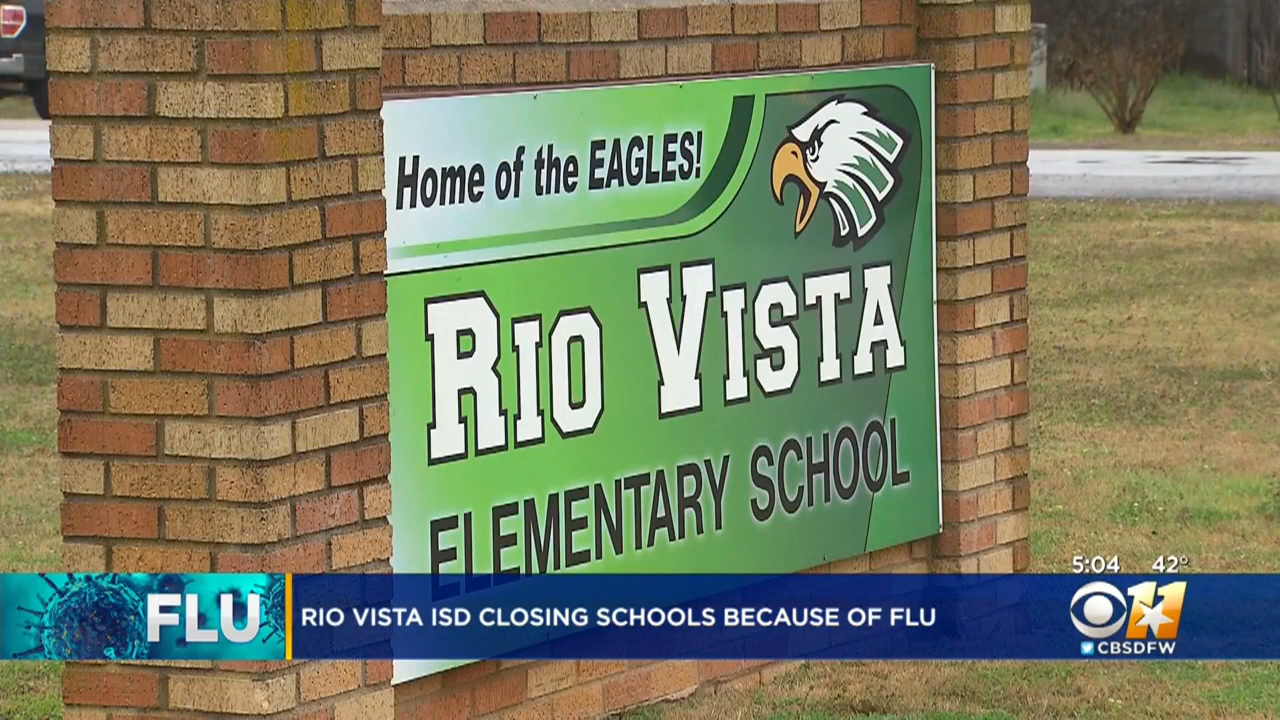 Home of the EAGLES!
RIO VISTA
ELEMENTARY SCHOOL
5:04 42°
FLU
RIO VISTA ISD CLOSING SCHOOLS BECAUSE OF FLU
11
CBSDFW